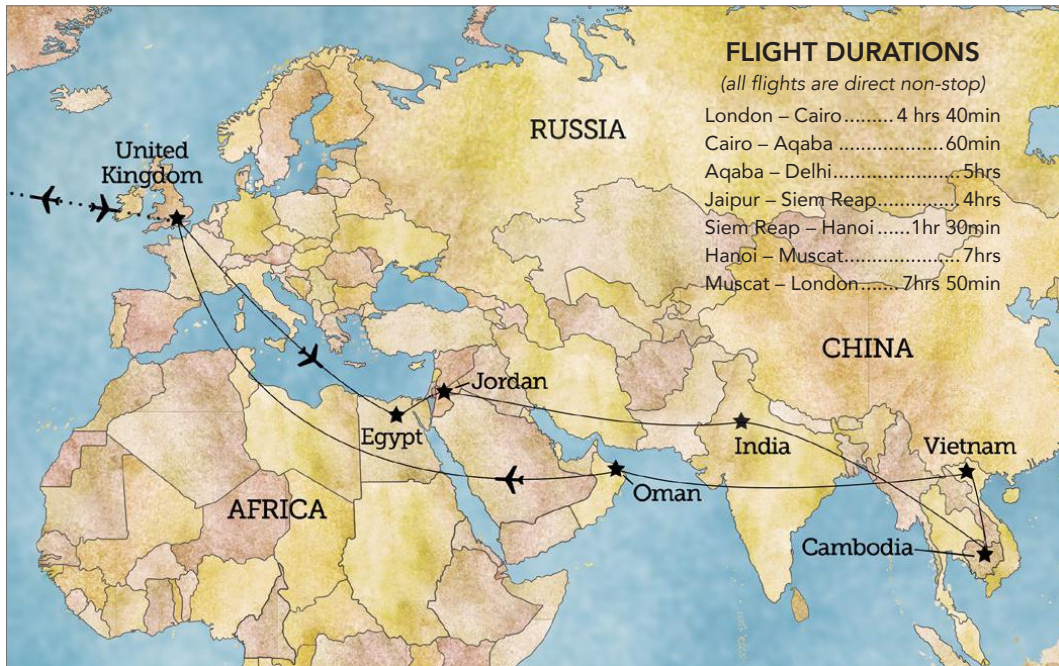 FLIGHT DURATIONS
(all flights are direct non-stop)
London – Cairo.........4 hrs 40min
Cairo – Aqaba ..................60min
Aqaba – Delhi.....................5hrs
Jaipur – Siem Reap..............4hrs
Siem Reap – Hanoi ......1hr 30min
Hanoi – Muscat....................7hrs
Muscat – London.......7hrs 50min
RUSSIA
United
Kingdom
CHINA
Jordan
Egypt
India
Vietnam
Oman
AFRICA
Cambodia